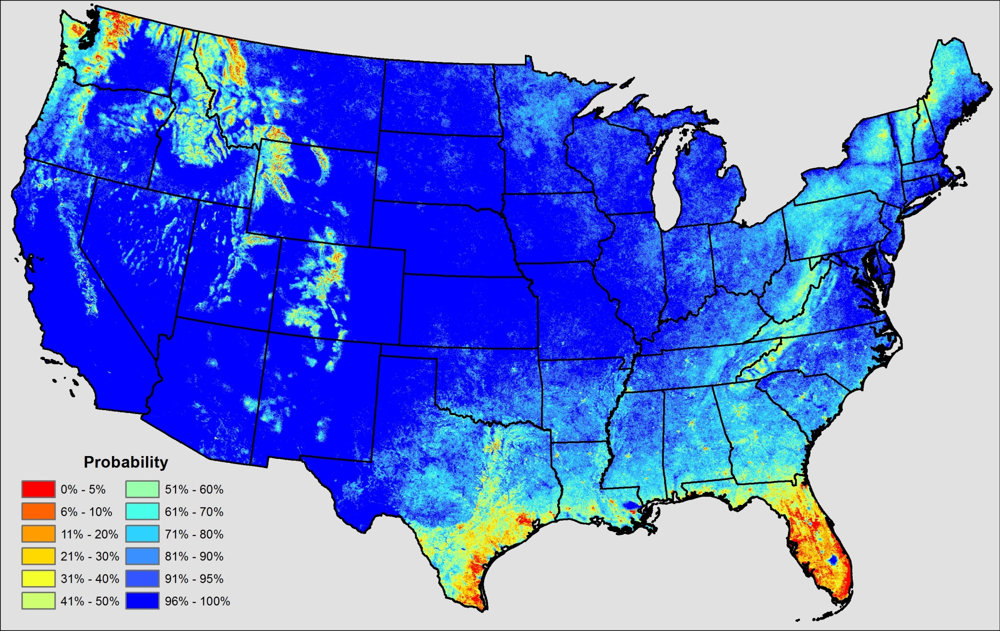 Probability
0% - 5%
6% - 10%
11% - 20%
21% - 30%
31% - 40%
41% - 50%
51% - 60%
61% - 70%
71% - 80%
81% - 90%
91% - 95%
96% - 100%